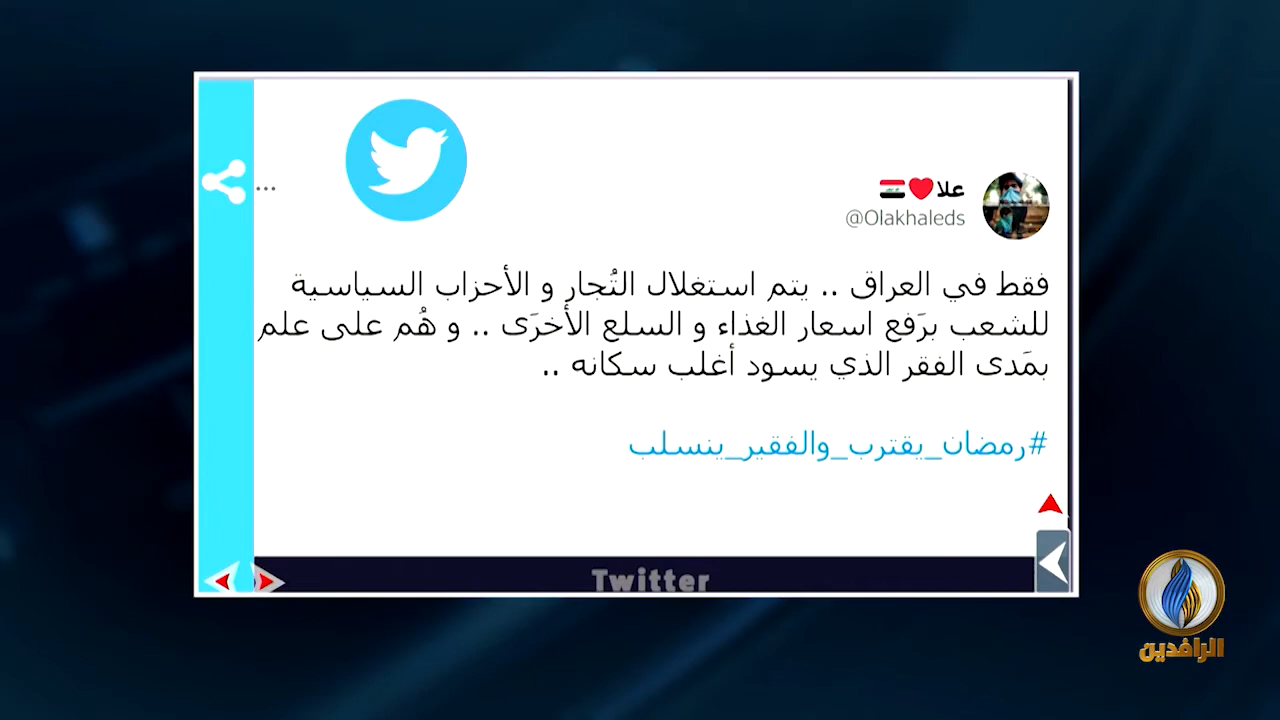 علا❤️🇮🇶
@Olakhaleds
فقط في العراق .. يتم استغلال التُجار و الأحزاب السياسية
للشعب برَفع اسعار الغذاء و السلع الأخرَى .. و هُم على علم
بمَدى الفقر الذي يسود أغلب سكانه ..
#رمضان_يقترب_والفقير_ينسلب
Twitter
الرافدين